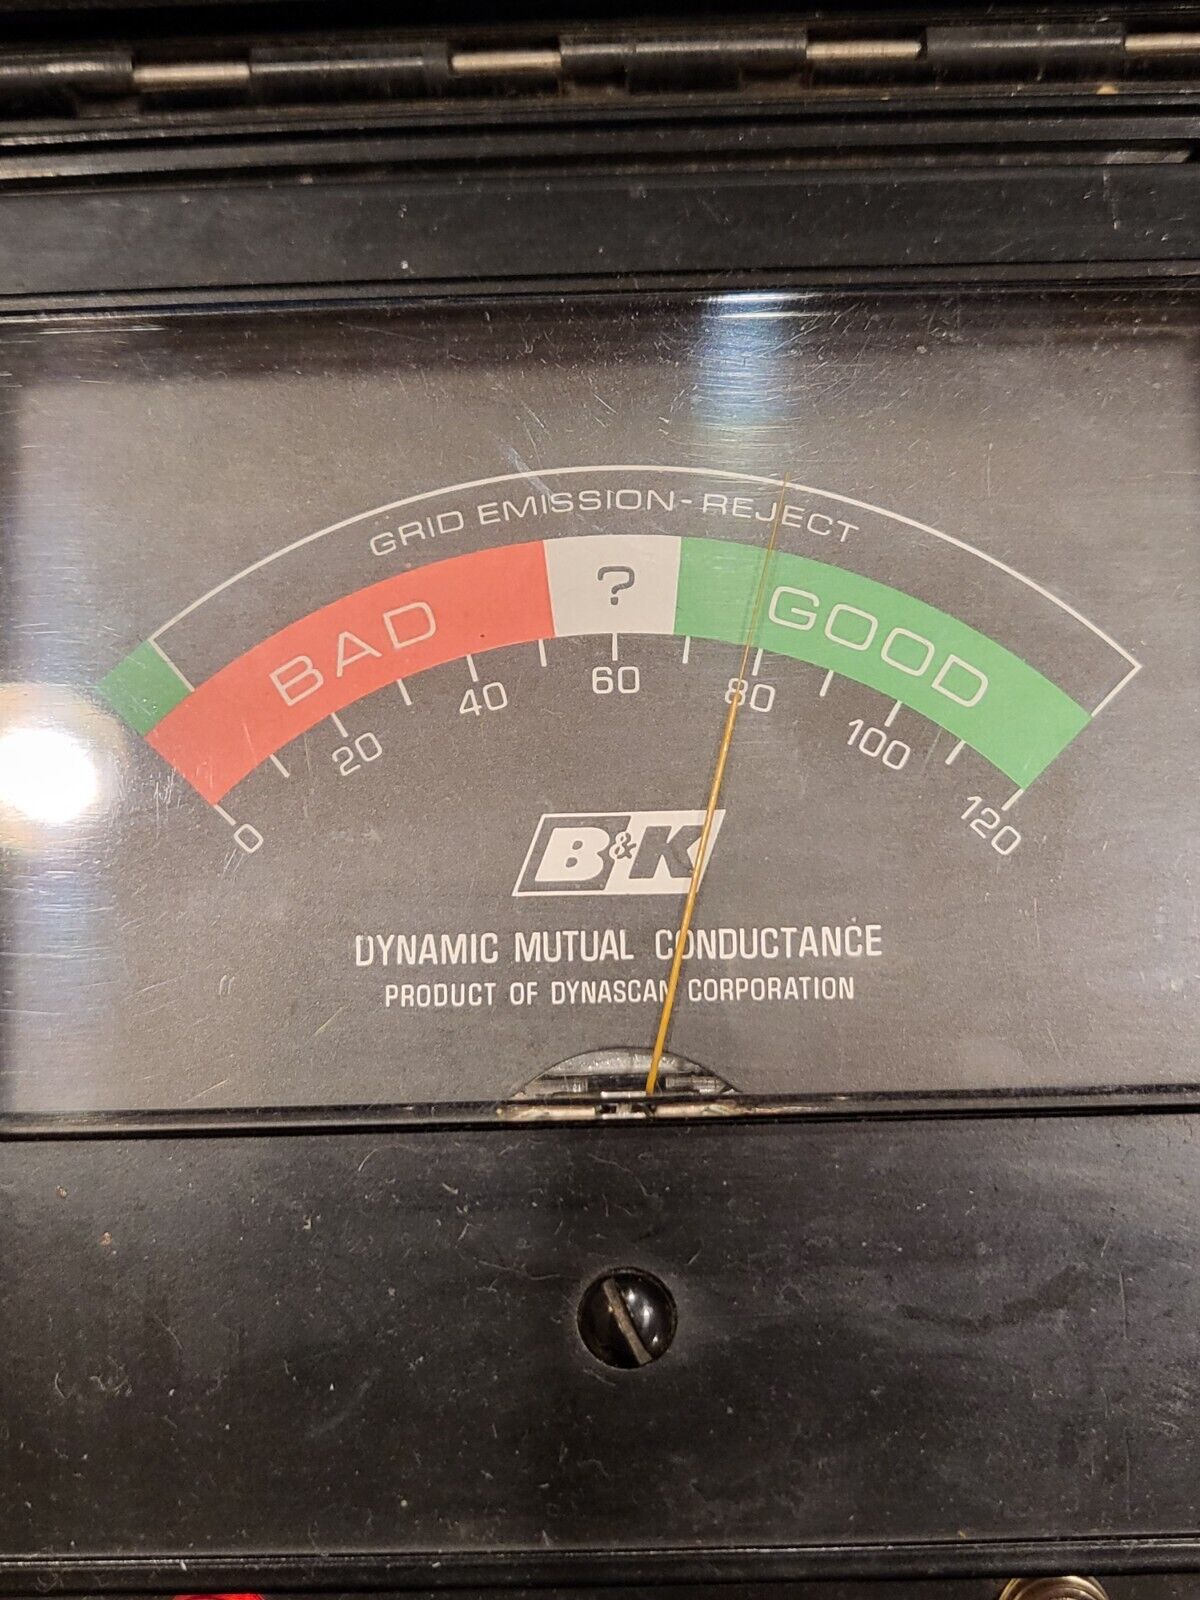 GRID EMISSION-REJECT
BAD ? GOOD
0 20 40 60 80 100 120
B&K
DYNAMIC MUTUAL CONDUCTANCE
PRODUCT OF DYNASCAN CORPORATION